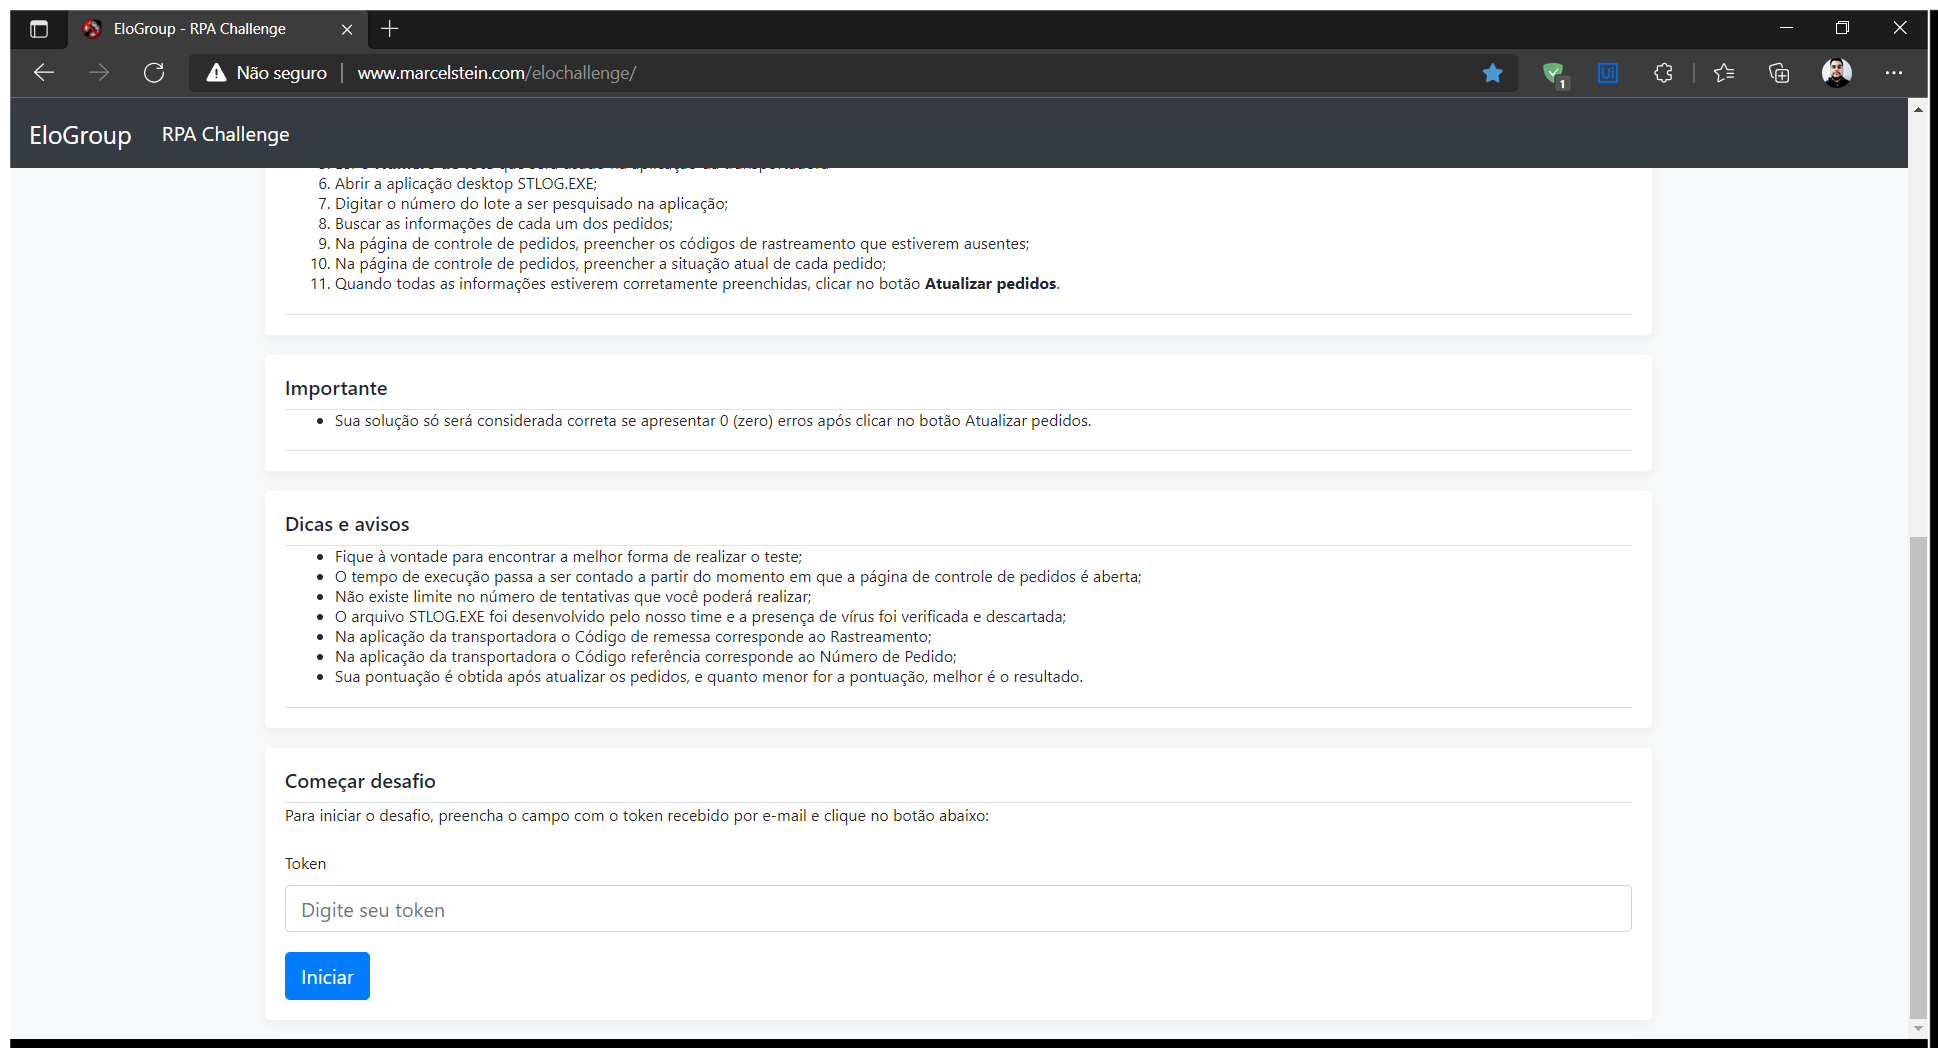 EloGroup - RPA Challenge
Não seguro
www.marcelstein.com/elochallenge/
Ui
1
EloGroup
RPA Challenge
6. Abrir a aplicação desktop STLOG.EXE;
7. Digitar o número do lote a ser pesquisado na aplicação;
8. Buscar as informações de cada um dos pedidos;
9. Na página de controle de pedidos, preencher os códigos de rastreamento que estiverem ausentes;
10. Na página de controle de pedidos, preencher a situação atual de cada pedido;
11. Quando todas as informações estiverem corretamente preenchidas, clicar no botão Atualizar pedidos.
Importante
• Sua solução só será considerada correta se apresentar 0 (zero) erros após clicar no botão Atualizar pedidos.
Dicas e avisos
• Fique à vontade para encontrar a melhor forma de realizar o teste;
• O tempo de execução passa a ser contado a partir do momento em que a página de controle de pedidos é aberta;
• Não existe limite no número de tentativas que você poderá realizar;
• O arquivo STLOG.EXE foi desenvolvido pelo nosso time e a presença de vírus foi verificada e descartada;
• Na aplicação da transportadora o Código de remessa corresponde ao Rastreamento;
• Na aplicação da transportadora o Código referência corresponde ao Número de Pedido;
• Sua pontuação é obtida após atualizar os pedidos, e quanto menor for a pontuação, melhor é o resultado.
Começar desafio
Para iniciar o desafio, preencha o campo com o token recebido por e-mail e clique no botão abaixo:
Token
Digite seu token
Iniciar